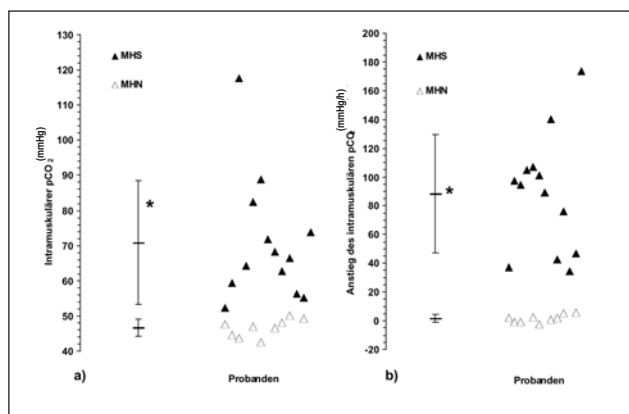 Intramuskulärer pCO₂ (mmHg)
130
120
110
100
90
80
70
60
50
40
▲ MHS
△ MHN
*
a)
Probanden
Anstieg des intramuskulären pCO₂ (mmHg/h)
200
180
160
140
120
100
80
60
40
20
0
-20
▲ MHS
△ MHN
*
b)
Probanden